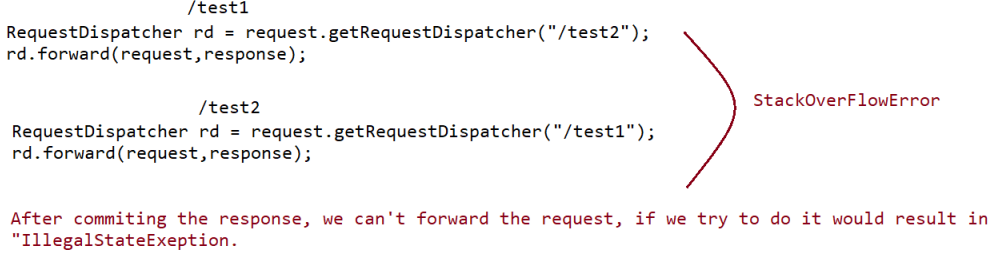 /test1
RequestDispatcher rd = request.getRequestDispatcher("/test2");
rd.forward(request,response);
StackOverFlowError
/test2
RequestDispatcher rd = request.getRequestDispatcher("/test1");
rd.forward(request,response);
After commiting the response, we can't forward the request, if we try to do it would result in
"IllegalStateExeption.